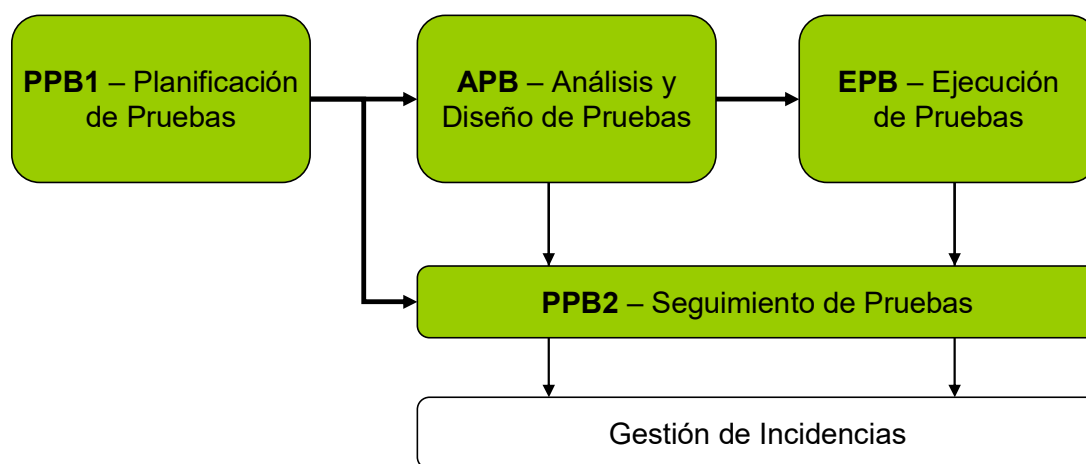 PPB1 – Planificación
de Pruebas
APB – Análisis y
Diseño de Pruebas
EPB – Ejecución
de Pruebas
PPB2 – Seguimiento de Pruebas
Gestión de Incidencias